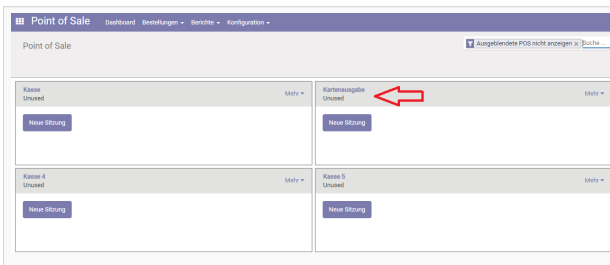 Point of Sale Dashboard Bestellungen Berichte Konfiguration
Point of Sale
Ausgeblendete POS nicht anzeigen x Suche ...
Kasse Mehr
Unused
Neue Sitzung
Kartenausgabe Mehr
Unused
Neue Sitzung
Kasse 4 Mehr
Unused
Neue Sitzung
Kasse 5 Mehr
Unused
Neue Sitzung